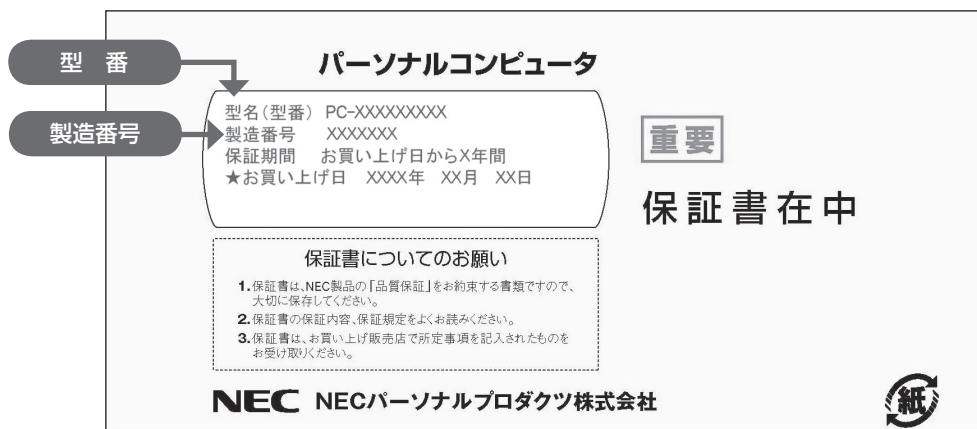 型 番
製造番号
パーソナルコンピュータ
型名(型番) PC-XXXXXXXXX
製造番号 XXXXXXX
保証期間 お買い上げ日からX年間
★お買い上げ日 XXXX年 XX月 XX日
重要
保証書在中
保証書についてのお願い
1.保証書は、NEC製品の「品質保証」をお約束する書類ですので、
大切に保存してください。
2.保証書の保証内容、保証規定をよくお読みください。
3.保証書は、お買い上げ販売店で所定事項を記入されたものを
お受け取りください。
NEC NECパーソナルプロダクツ株式会社
紙